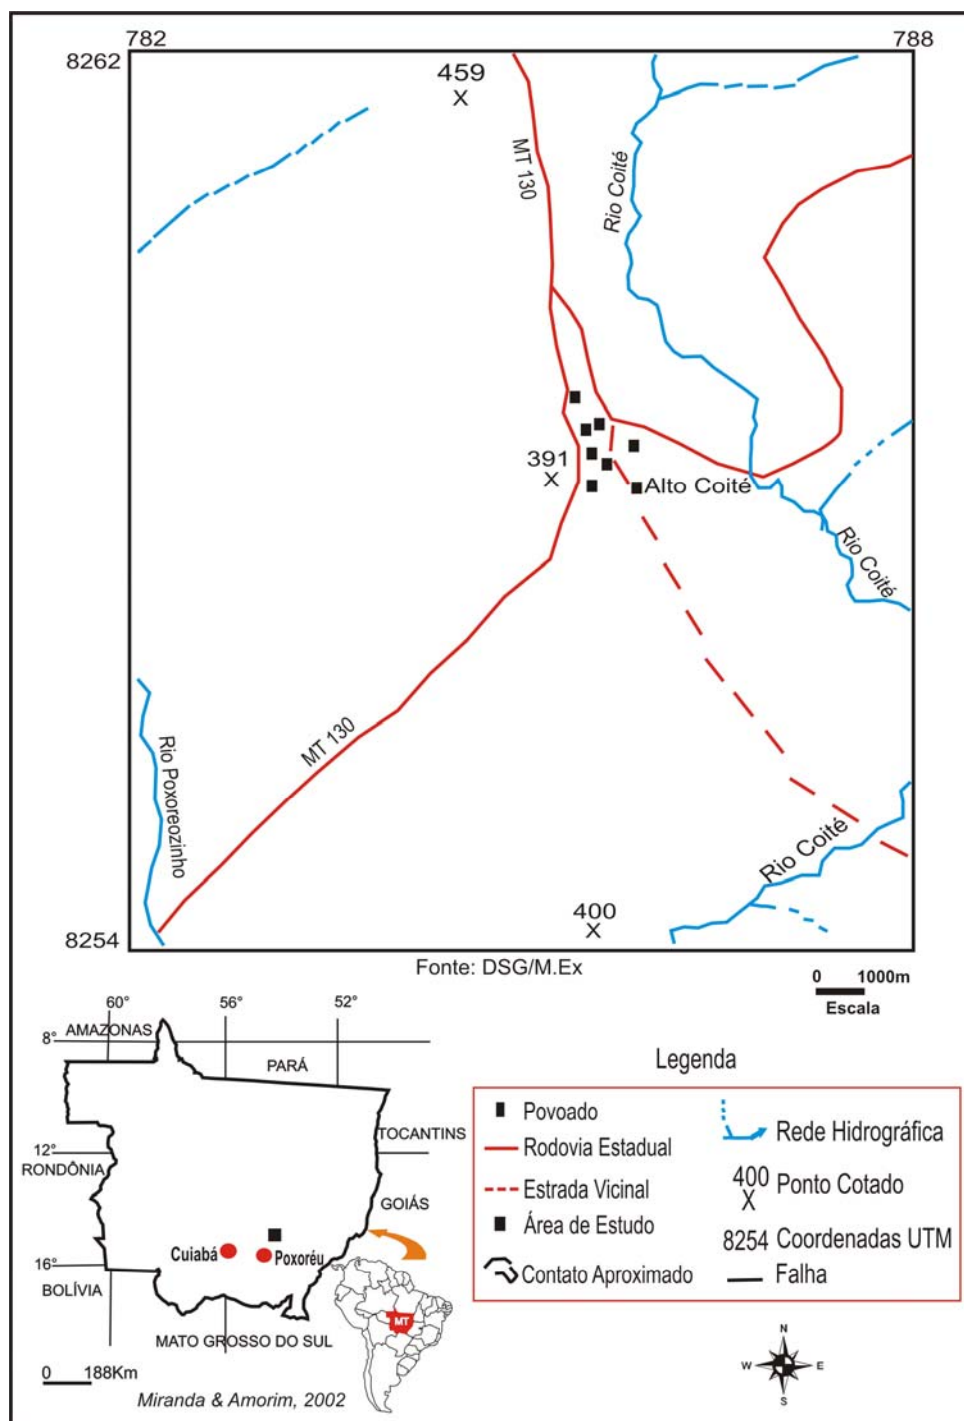 782 788
8262
459
X
MT 130
Rio Coité
391
X
Alto Coité
Rio Coité
MT 130
Rio Poxoreozinho
Rio Coité
400
X
8254
Fonte: DSG/M.Ex
0 1000m
Escala
60° 56° 52°
AMAZONAS
8°
PARÁ
TOCANTINS
12°
RONDÔNIA
GOIÁS
Cuiabá
Poxoréu
16°
BOLÍVIA
MT
MATO GROSSO DO SUL
0 188Km
Miranda & Amorim, 2002
Legenda
Povoado
Rodovia Estadual
Estrada Vicinal
Área de Estudo
Contato Aproximado
Rede Hidrográfica
400
X
Ponto Cotado
8254 Coordenadas UTM
Falha
N
W E
S